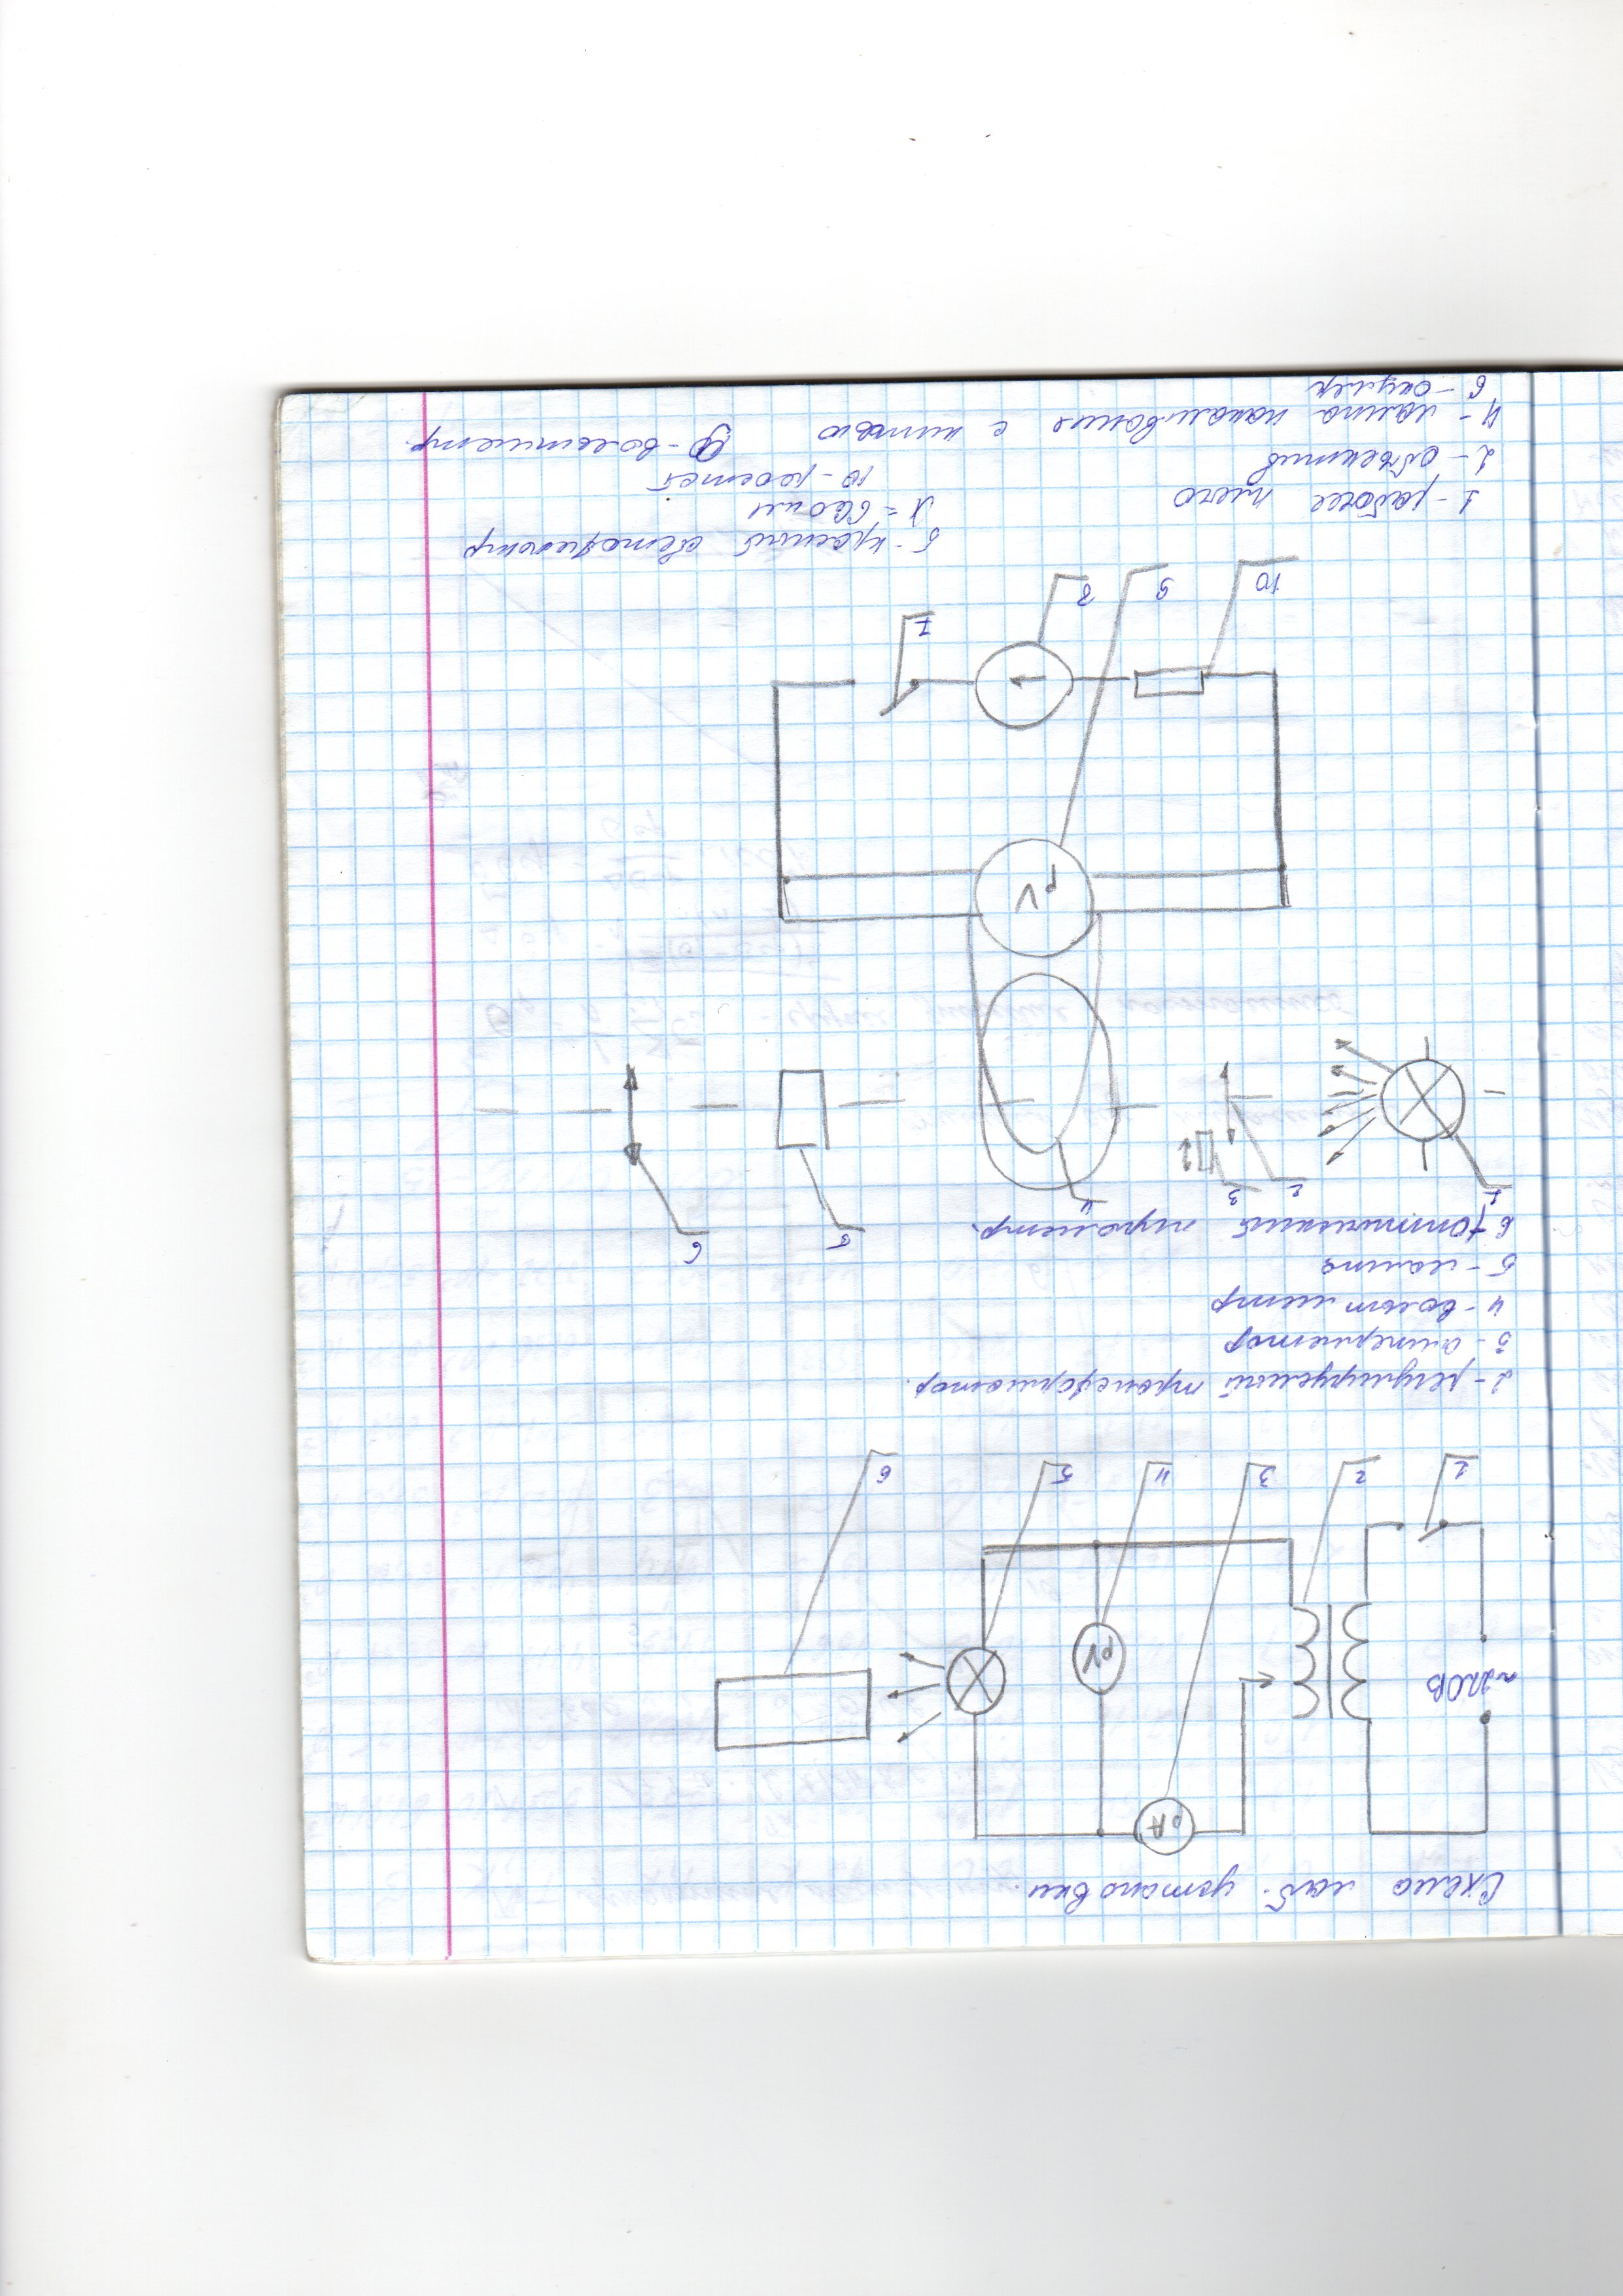 Схема лаб. установки.
pA
~220В
pV
1 2 3 4 5 6
2 - регулируемый трансформатор.
3 - амперметор
4 - вольтметр
5 - лампа
6 - оптический пирометр.
1 2 3 4 5 6
pV
7
10 9 8
5 - красный светофильтр
λ = 660 нм
1 - рабочее плечо
10 - реостат
2 - объектив
9 - вольтметр.
4 - лампа накаливания с нитью
6 - окуляр